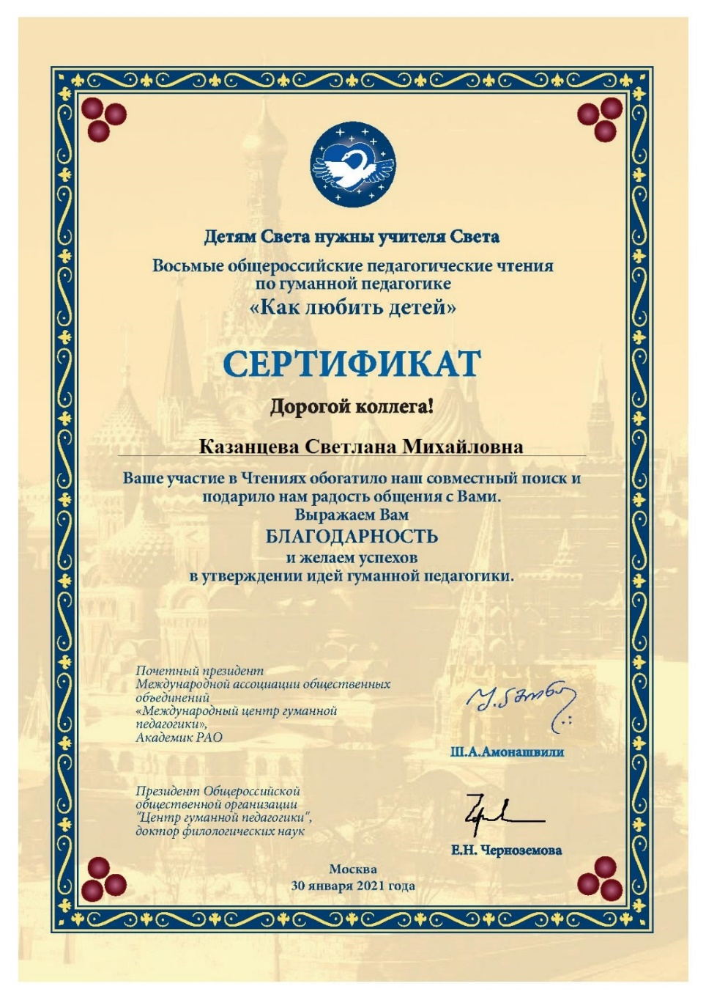 Детям Света нужны учителя Света
Восьмые общероссийские педагогические чтения
по гуманной педагогике
«Как любить детей»
СЕРТИФИКАТ
Дорогой коллега!
Казанцева Светлана Михайловна
Ваше участие в Чтениях обогатило наш совместный поиск и
подарило нам радость общения с Вами.
Выражаем Вам
БЛАГОДАРНОСТЬ
и желаем успехов
в утверждении идей гуманной педагогики.
Почетный президент
Международной ассоциации общественных
объединений
«Международный центр гуманной
педагогики»,
Академик РАО
Ш.А.Амонашвили
Президент Общероссийской
общественной организации
"Центр гуманной педагогики",
доктор филологических наук
Е.Н. Черноземова
Москва
30 января 2021 года